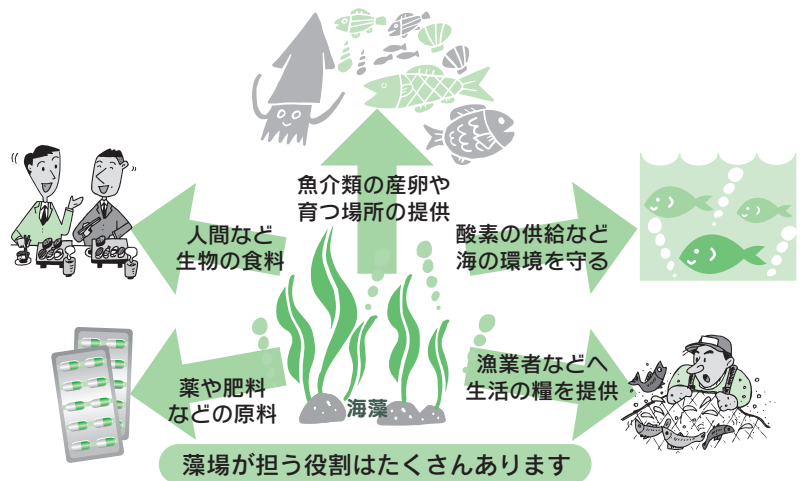 魚介類の産卵や
育つ場所の提供
人間など
生物の食料
酸素の供給など
海の環境を守る
薬や肥料
などの原料
海藻
漁業者などへ
生活の糧を提供
藻場が担う役割はたくさんあります